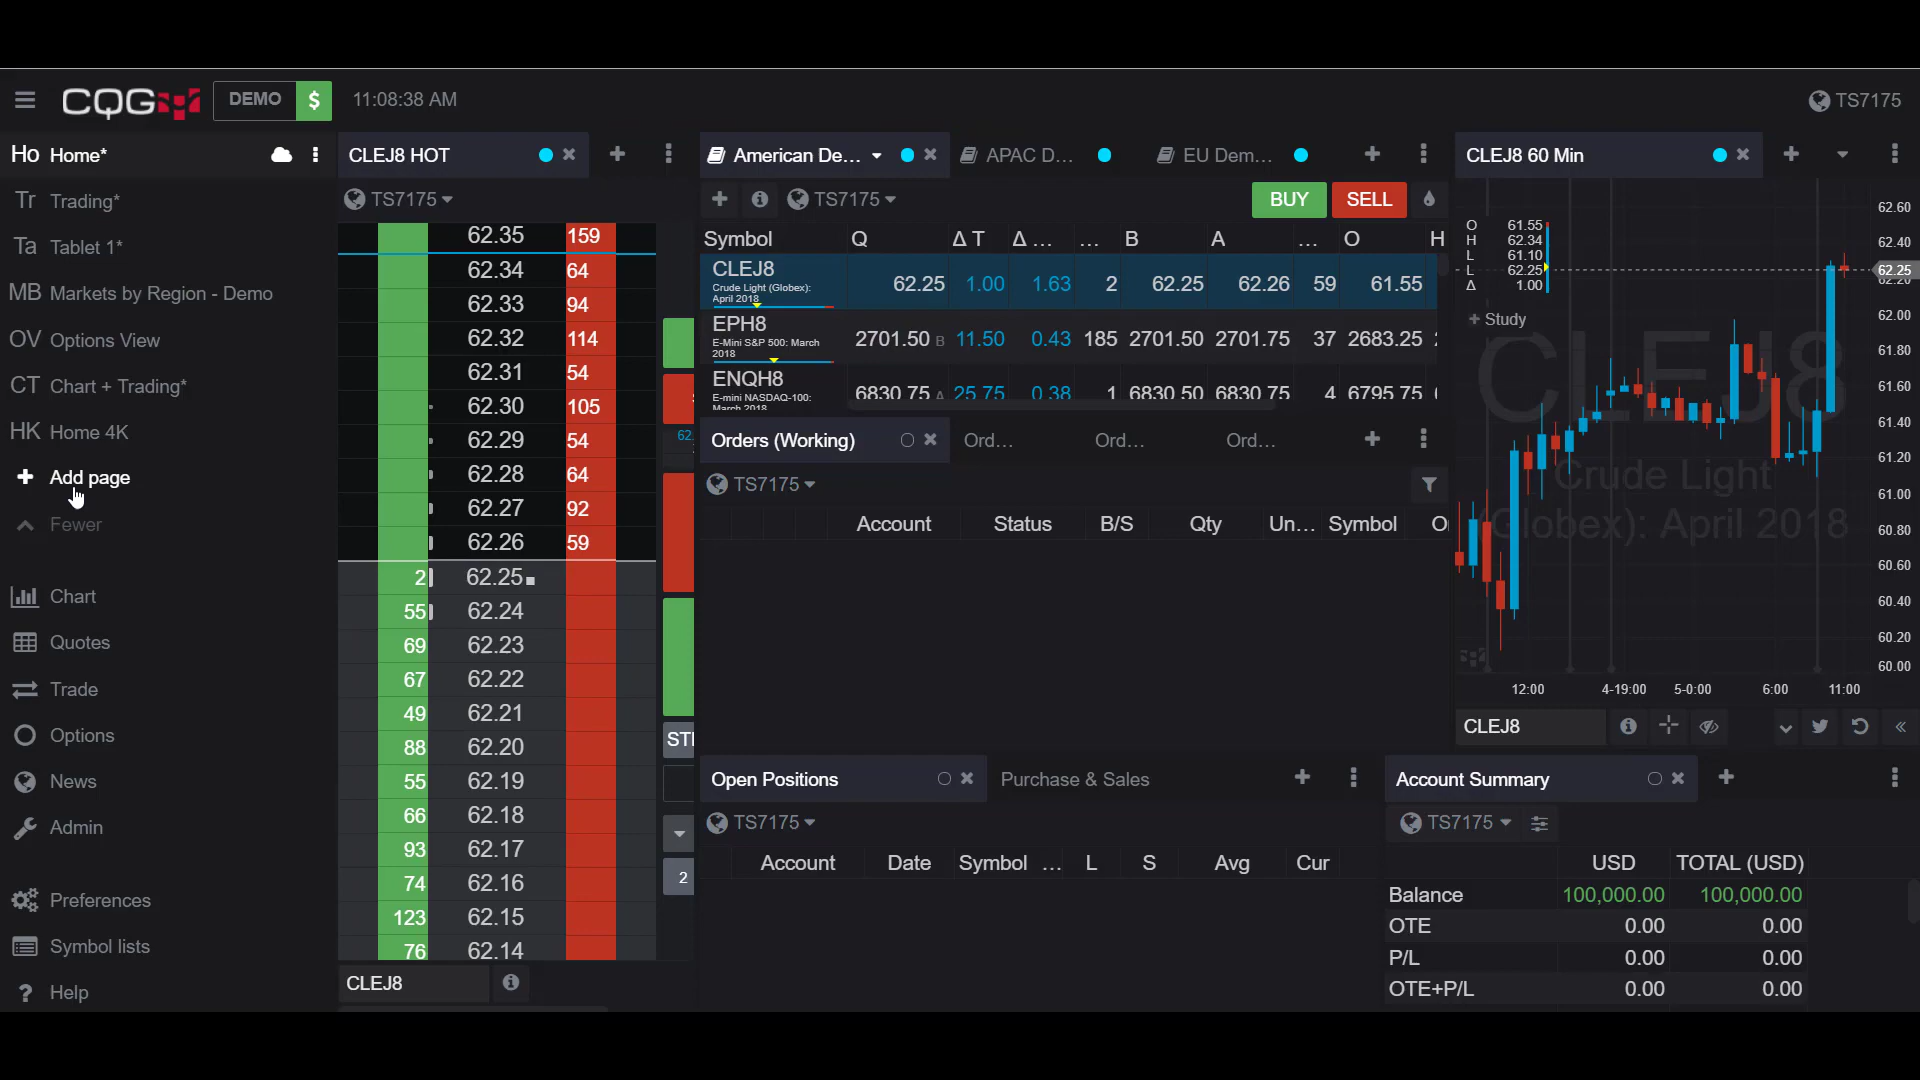 CQG DEMO $ 11:08:38 AM TS7175
Ho Home*
Tr Trading*
Ta Tablet 1*
MB Markets by Region - Demo
OV Options View
CT Chart + Trading*
HK Home 4K
Add page
Fewer
Chart
Quotes
Trade
Options
News
Admin
Preferences
Symbol lists
? Help
CLEJ8 HOT
TS7175
62.35 159
62.34 64
62.33 94
62.32 114
62.31 54
62.30 105
62.29 54
62.28 64
62.27 92
62.26 59
2 62.25
55 62.24
69 62.23
67 62.22
49 62.21
88 62.20
55 62.19
66 62.18
93 62.17
74 62.16
123 62.15
76 62.14
62.
2
CLEJ8
American De... APAC D... EU Dem...
TS7175 BUY SELL
Symbol Q Δ T Δ ... ... B A ... O H
CLEJ8 62.25 1.00 1.63 2 62.25 62.26 59 61.55
Crude Light (Globex):
April 2018
EPH8 2701.50 B 11.50 0.43 185 2701.50 2701.75 37 2683.25
E-Mini S&P 500: March
2018
ENQH8 6830.75 A 25.75 0.38 1 6830.50 6830.75 4 6795.75
E-mini NASDAQ-100:
March 2018
Orders (Working) Ord... Ord... Ord...
TS7175
Account Status B/S Qty Un... Symbol
Open Positions Purchase & Sales
TS7175
Account Date Symbol ... L S Avg Cur
CLEJ8 60 Min
O 61.55
H 62.34
L 61.10
L 62.25
Δ 1.00
+ Study
CLEJ8
Crude Light
(Globex): April 2018
62.60
62.40
62.25
62.20
62.00
61.80
61.60
61.40
61.20
61.00
60.80
60.60
60.40
60.20
60.00
12:00 4-19:00 5-0:00 6:00 11:00
CLEJ8
Account Summary
TS7175
USD TOTAL (USD)
Balance 100,000.00 100,000.00
OTE 0.00 0.00
P/L 0.00 0.00
OTE+P/L 0.00 0.00